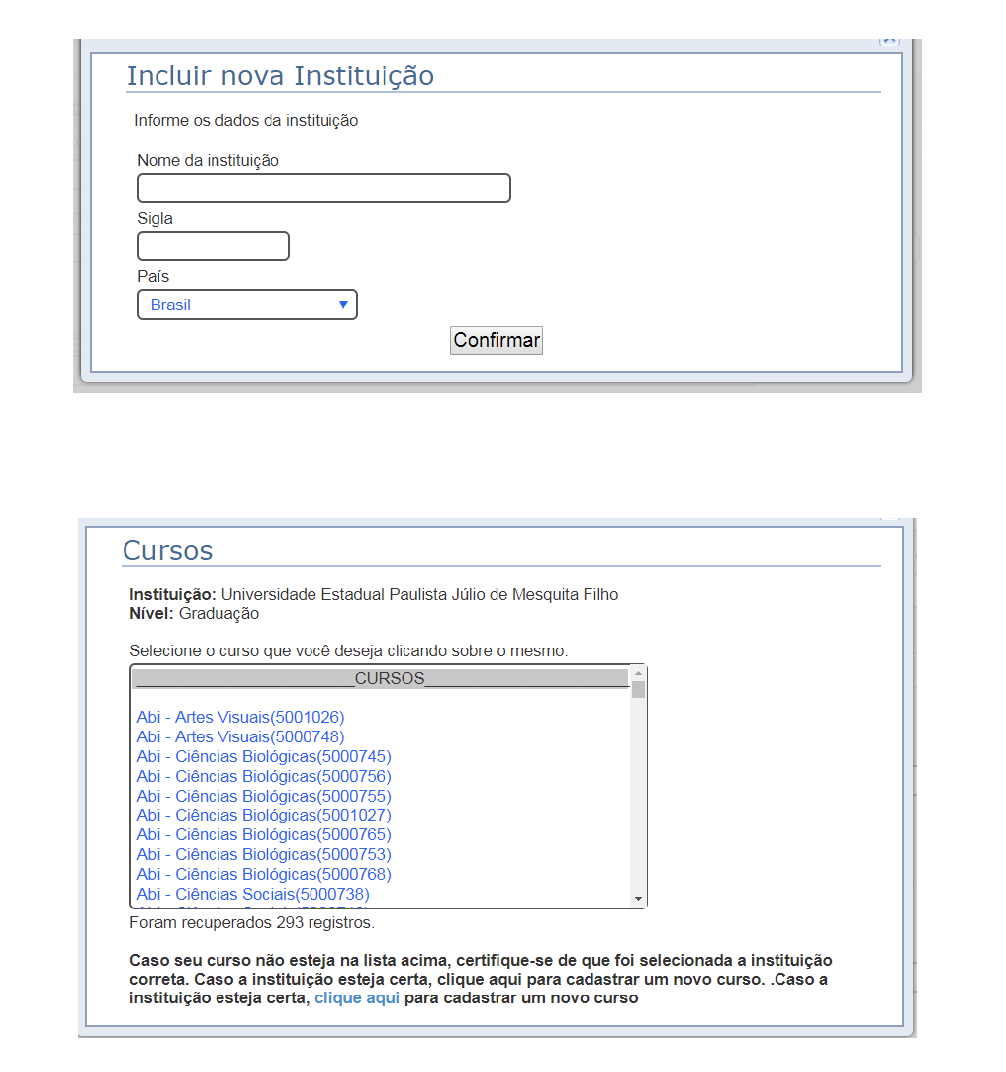 Incluir nova Instituição
Informe os dados da instituição
Nome da instituição
Sigla
País
Brasil
Confirmar
Cursos
Instituição: Universidade Estadual Paulista Júlio de Mesquita Filho
Nível: Graduação
Selecione o curso que você deseja clicando sobre o mesmo.
CURSOS
Abi - Artes Visuais(5001026)
Abi - Artes Visuais(5000748)
Abi - Ciências Biológicas(5000745)
Abi - Ciências Biológicas(5000756)
Abi - Ciências Biológicas(5000755)
Abi - Ciências Biológicas(5001027)
Abi - Ciências Biológicas(5000765)
Abi - Ciências Biológicas(5000753)
Abi - Ciências Biológicas(5000768)
Abi - Ciências Sociais(5000738)
Foram recuperados 293 registros.
Caso seu curso não esteja na lista acima, certifique-se de que foi selecionada a instituição
correta. Caso a instituição esteja certa, clique aqui para cadastrar um novo curso. .Caso a
instituição esteja certa, clique aqui para cadastrar um novo curso